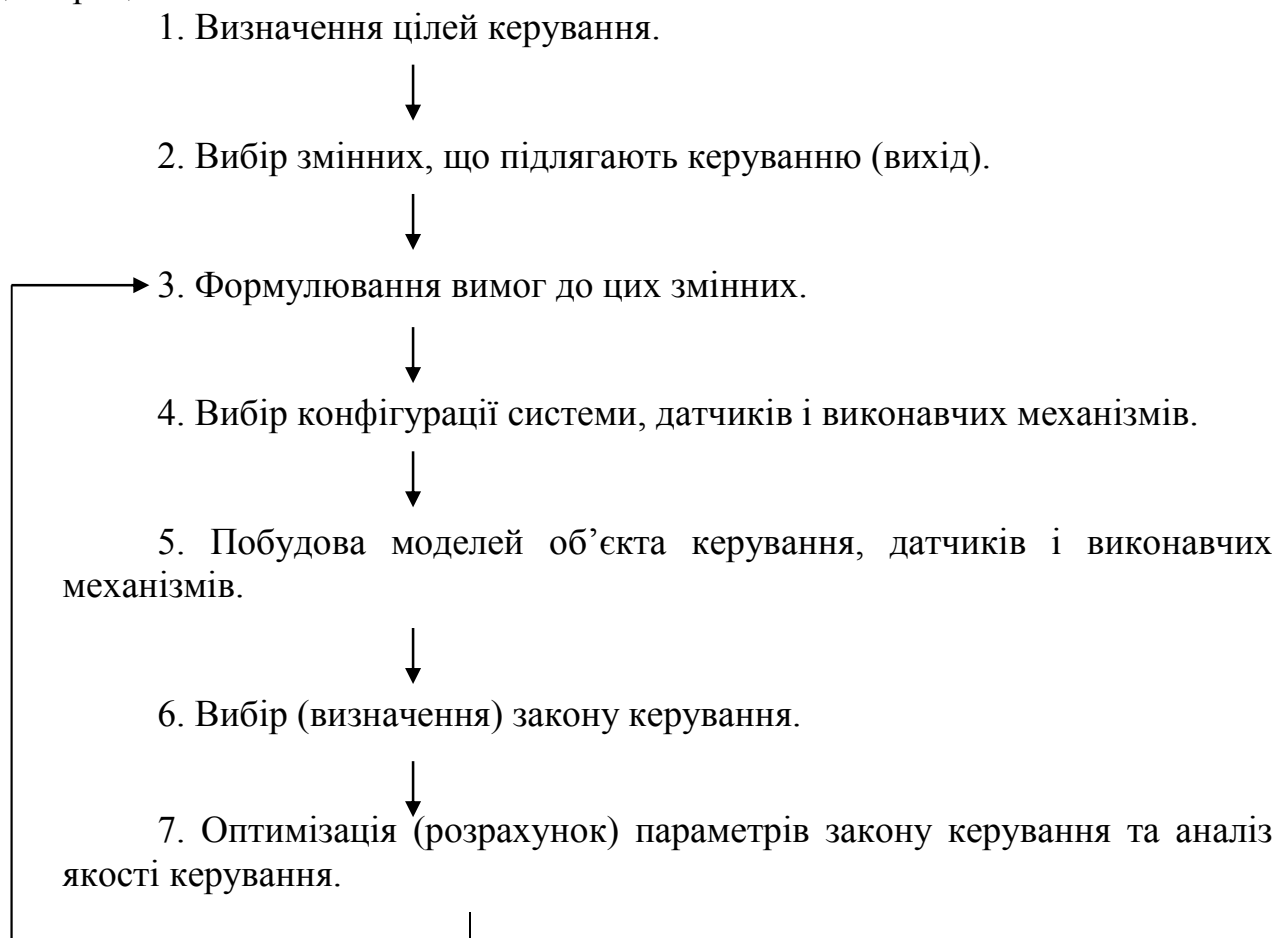 1. Визначення цілей керування.
2. Вибір змінних, що підлягають керуванню (вихід).
3. Формулювання вимог до цих змінних.
4. Вибір конфігурації системи, датчиків і виконавчих механізмів.
5. Побудова моделей об’єкта керування, датчиків і виконавчих
механізмів.
6. Вибір (визначення) закону керування.
7. Оптимізація (розрахунок) параметрів закону керування та аналіз
якості керування.